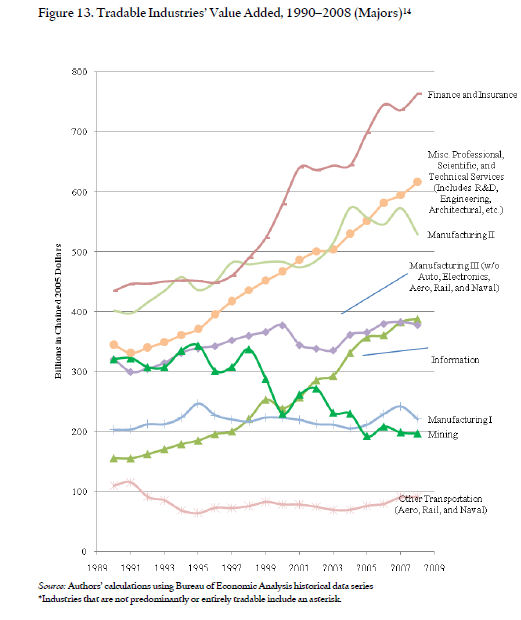 Figure 13. Tradable Industries' Value Added, 1990–2008 (Majors)¹⁴
800
700
600
500
400
300
200
100
0
Billions in Chained 2005 Dollars
1989
1991
1993
1995
1997
1999
2001
2003
2005
2007
2009
Finance and Insurance
Misc. Professional,
Scientific, and
Technical Services
(Includes R&D,
Engineering,
Architectural, etc.)
Manufacturing II
Manufacturing III (w/o
Auto, Electronics,
Aero, Rail, and Naval)
Information
Manufacturing I
Mining
Other Transportation
(Aero, Rail, and Naval)
Source: Authors' calculations using Bureau of Economic Analysis historical data series
*Industries that are not predominantly or entirely tradable include an asterisk.